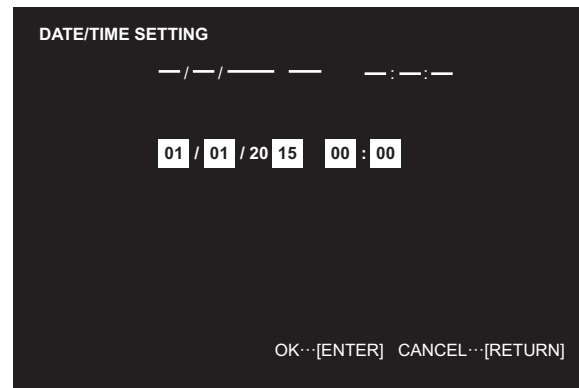 DATE/TIME SETTING
—/—/—— —— —:—:—
01 / 01 / 20 15 00 : 00
OK···[ENTER] CANCEL···[RETURN]